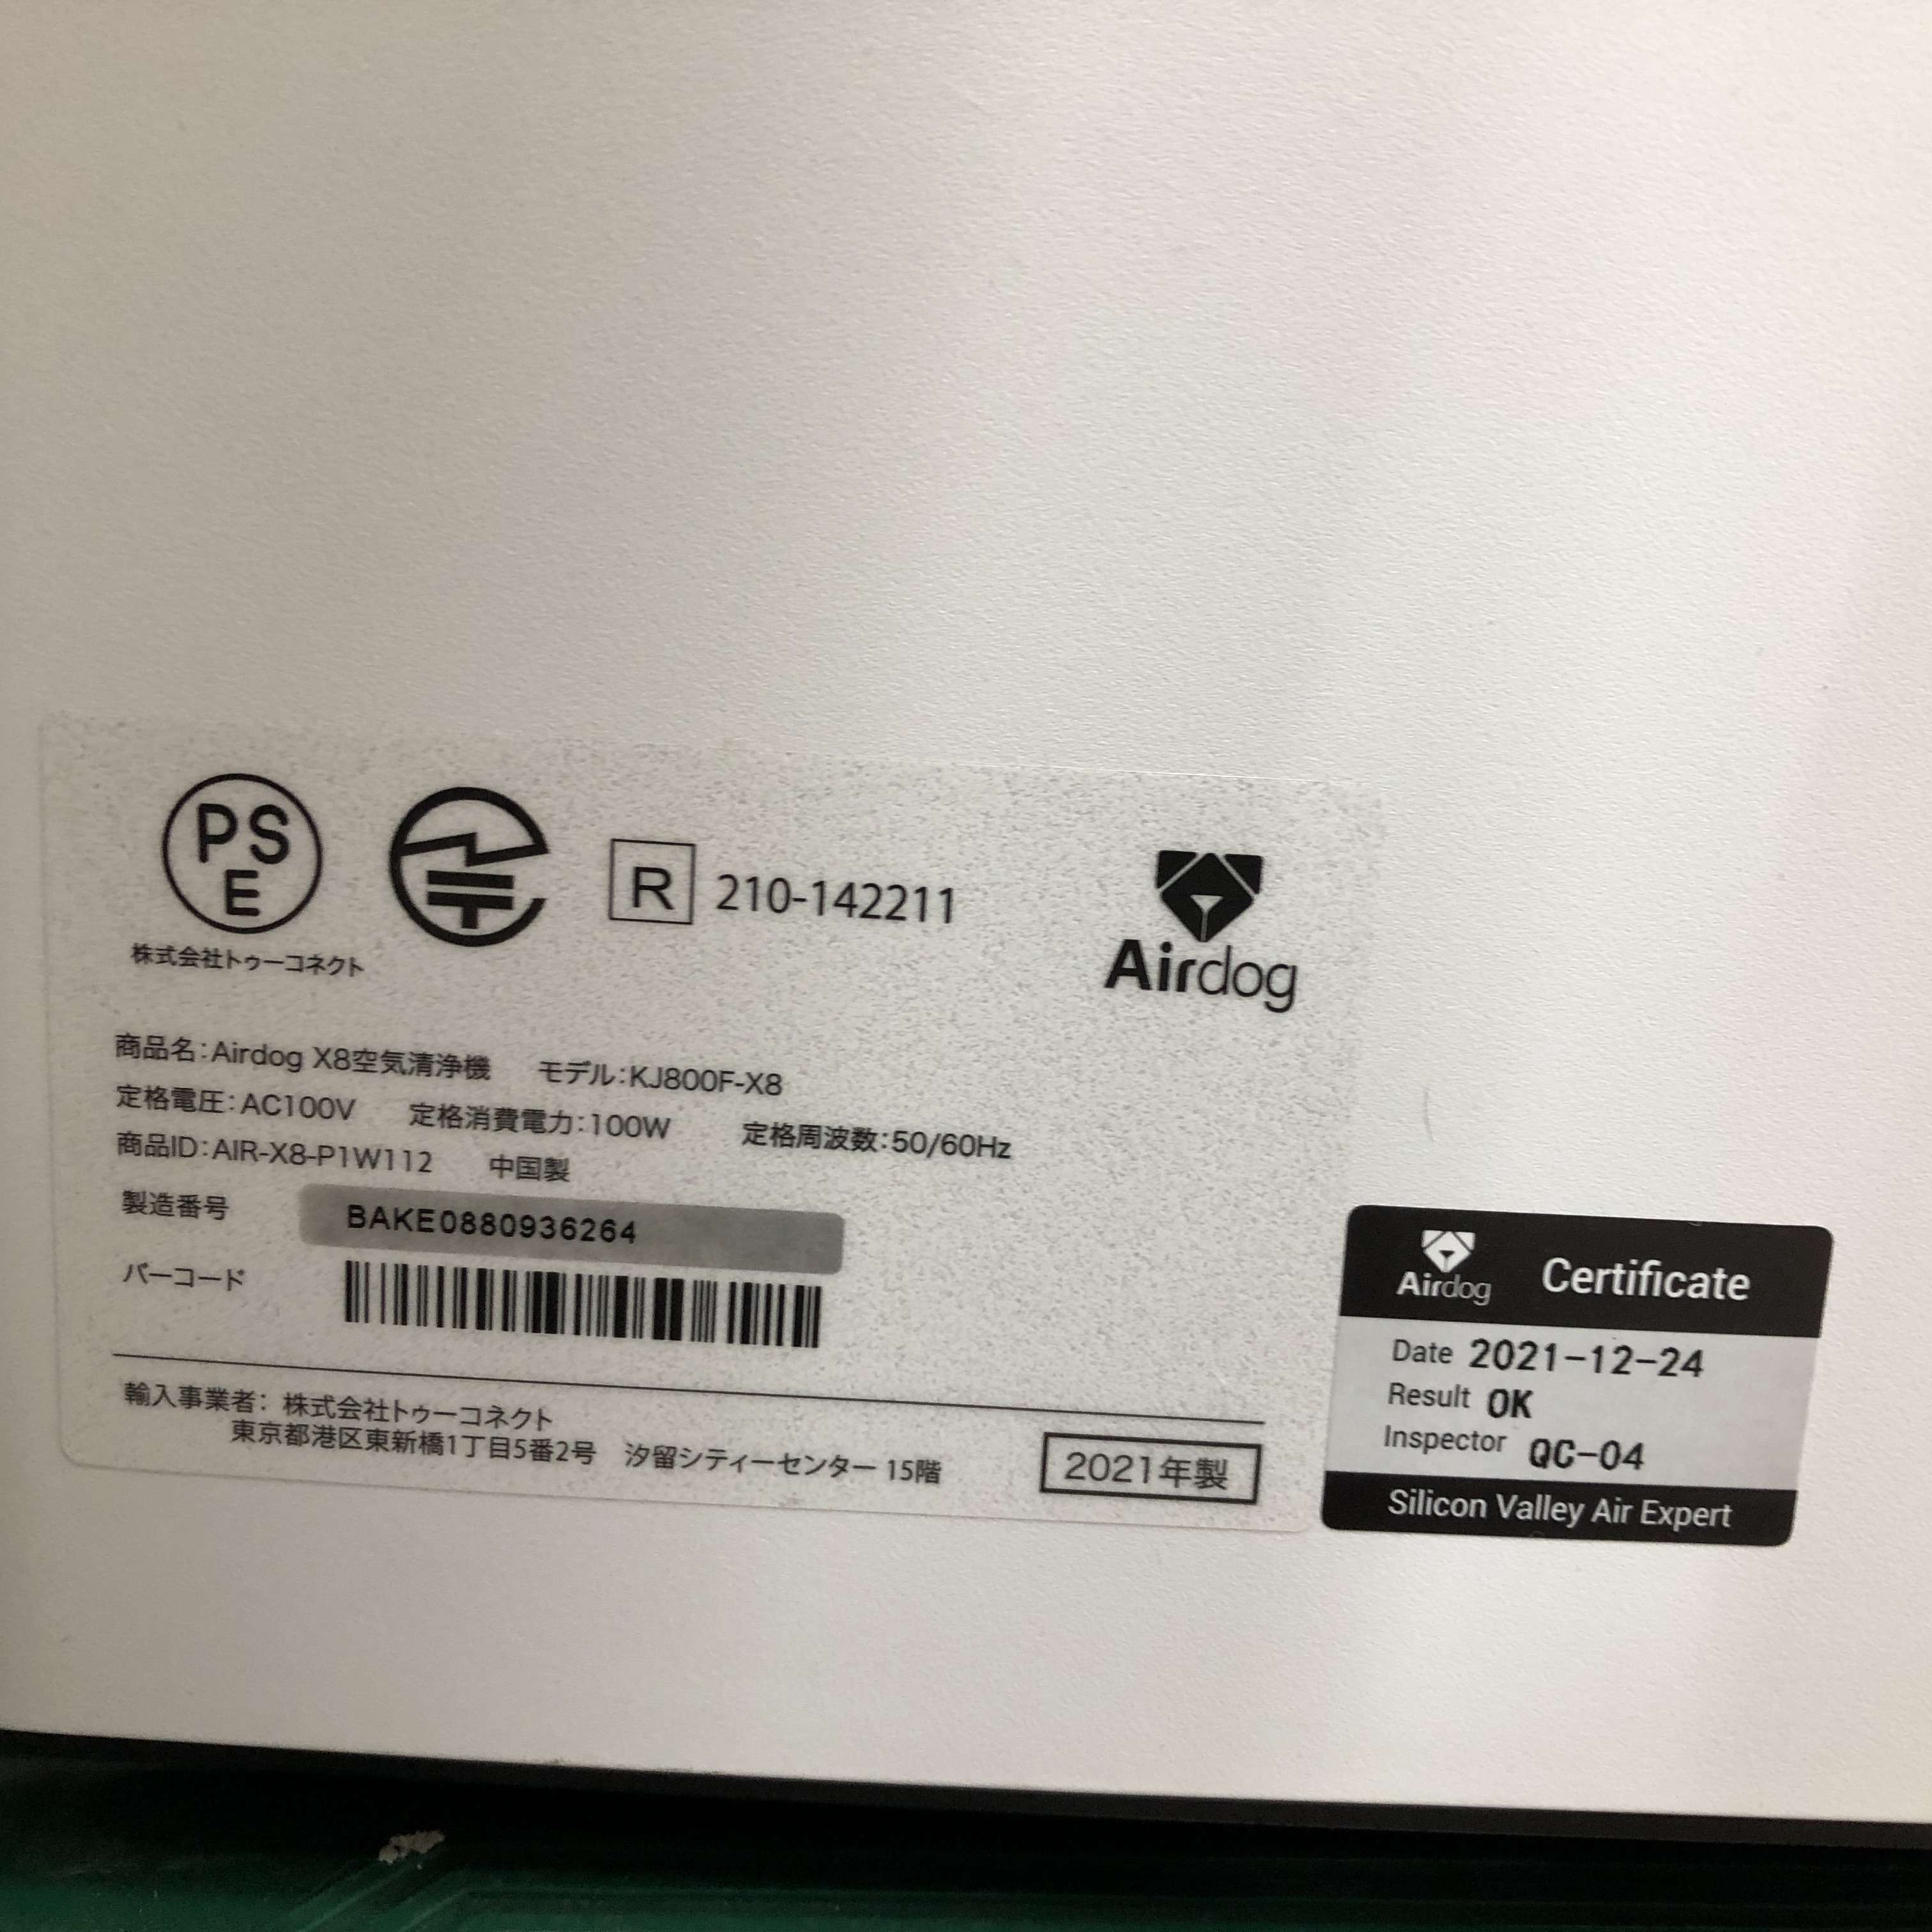 PS
E
株式会社トゥーコネクト
R 210-142211
Airdog
商品名:Airdog X8空気清浄機 モデル:KJ800F-X8
定格電圧:AC100V 定格消費電力:100W 定格周波数:50/60Hz
商品ID:AIR-X8-P1W112 中国製
製造番号 BAKE0880936264
バーコード
輸入事業者: 株式会社トゥーコネクト
東京都港区東新橋1丁目5番2号 汐留シティーセンター 15階
2021年製
Airdog Certificate
Date 2021-12-24
Result OK
Inspector QC-04
Silicon Valley Air Expert